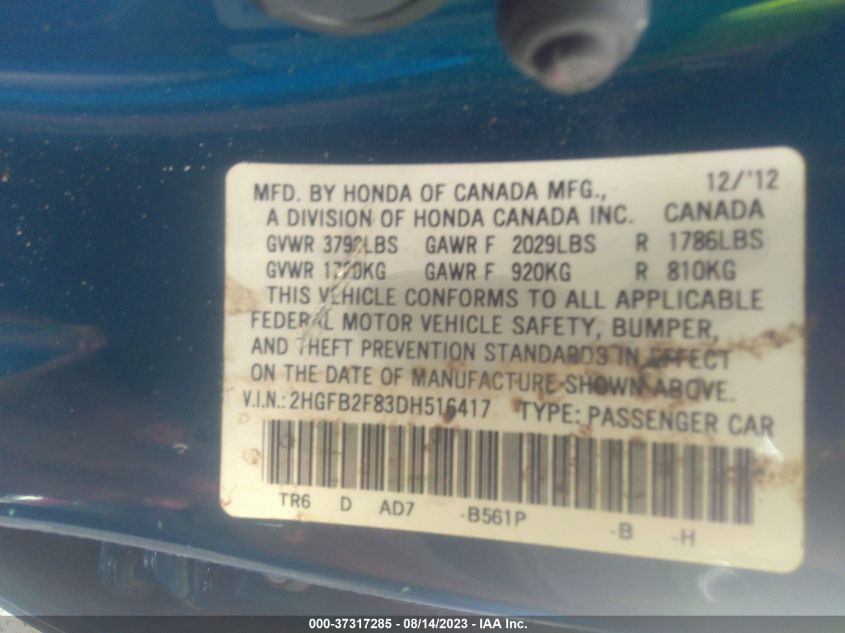 MFD. BY HONDA OF CANADA MFG., 12/'12
A DIVISION OF HONDA CANADA INC. CANADA
GVWR 3792LBS GAWR F 2029LBS R 1786LBS
GVWR 1720KG GAWR F 920KG R 810KG
THIS VEHICLE CONFORMS TO ALL APPLICABLE
FEDERAL MOTOR VEHICLE SAFETY, BUMPER,
AND THEFT PREVENTION STANDARDS IN EFFECT
ON THE DATE OF MANUFACTURE SHOWN ABOVE.
V.I.N.: 2HGFB2F83DH516417 TYPE: PASSENGER CAR
TR6 D AD7 -B561P -B -H
000-37317285 - 08/14/2023 - IAA Inc.